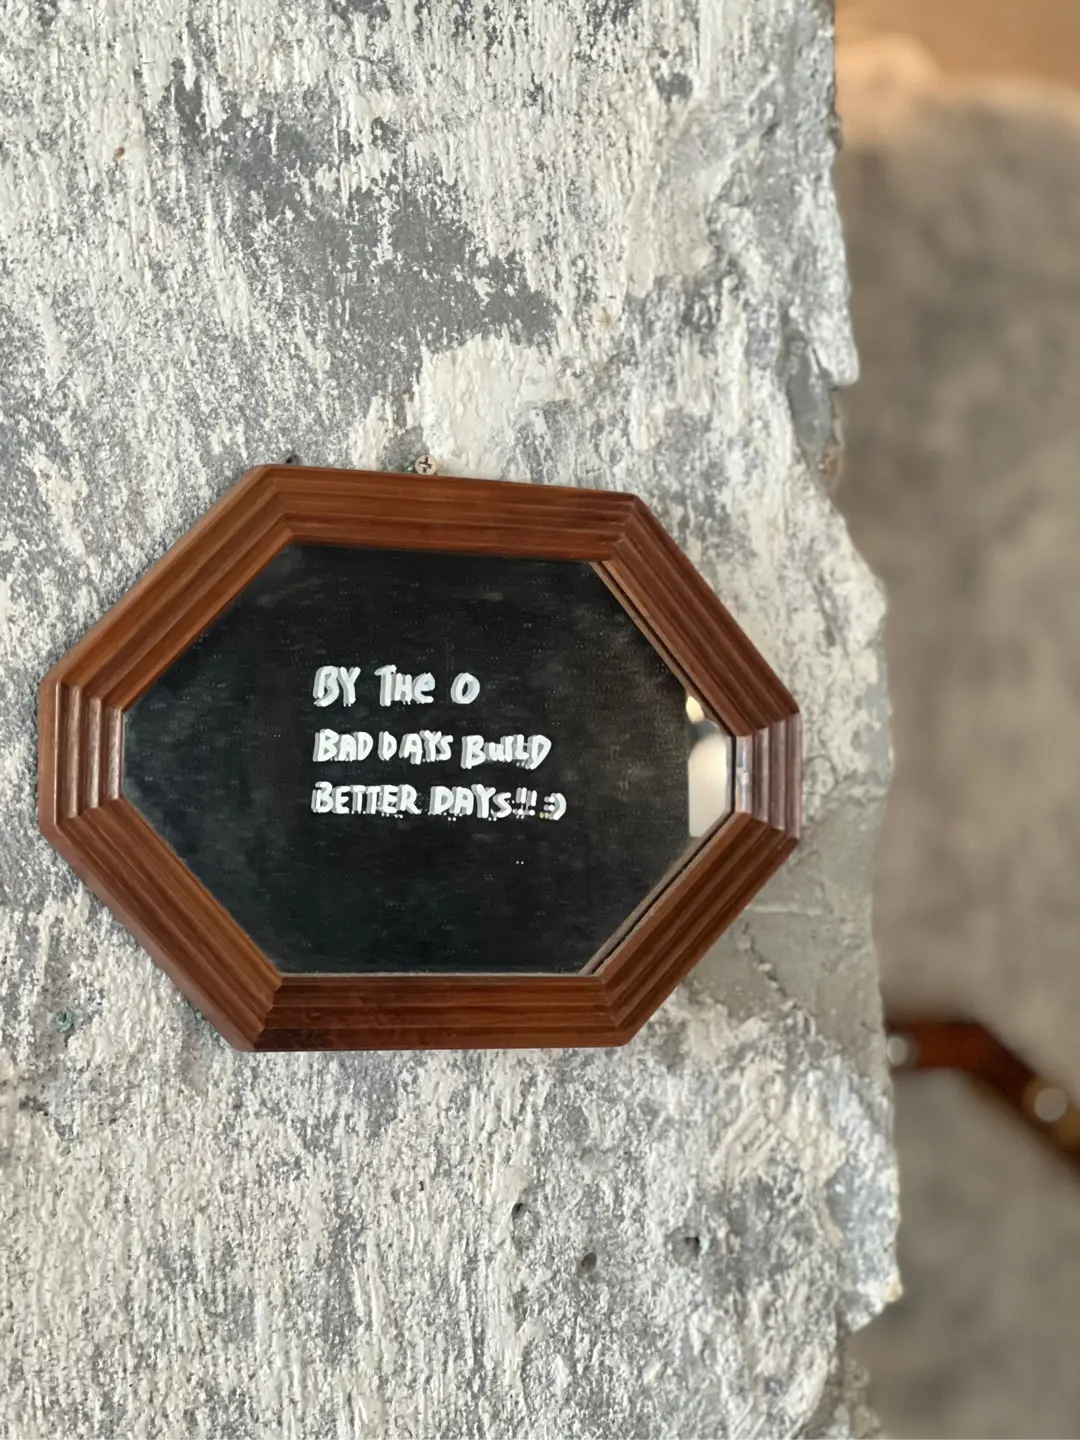 BY THE O
BAD DAYS BUILD
BETTER DAYS!!! :)